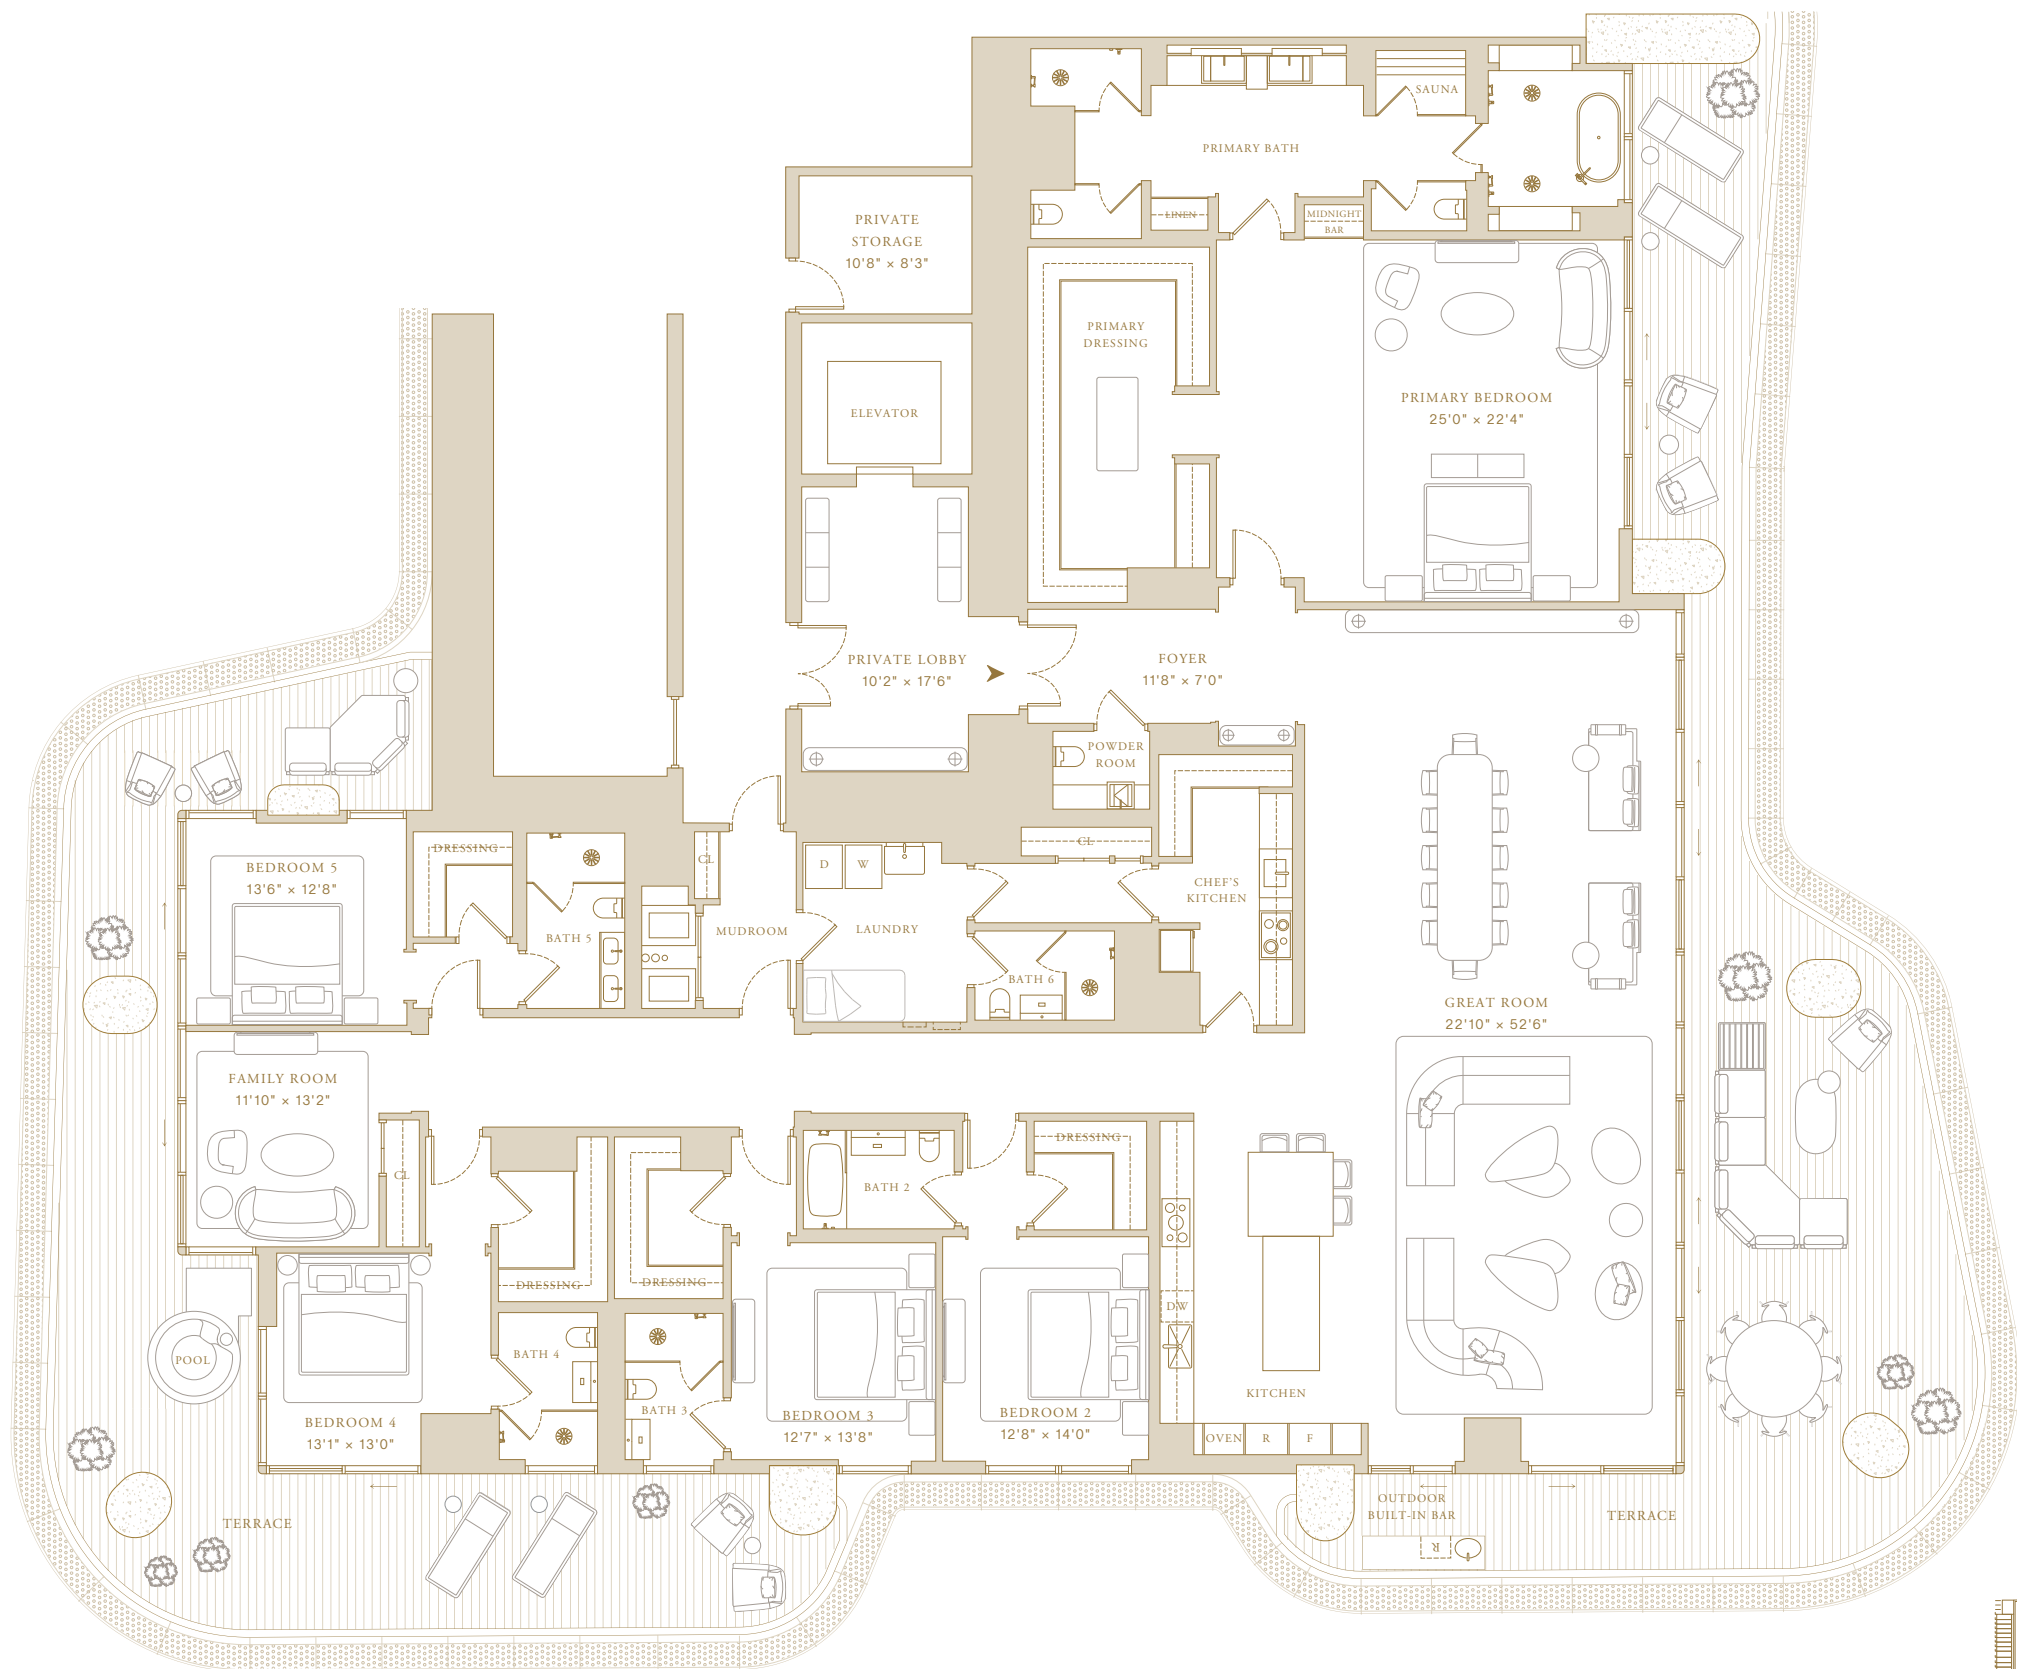 SAUNA
PRIMARY BATH
LINEN
MIDNIGHT
BAR
PRIVATE
STORAGE
10'8" × 8'3"
PRIMARY
DRESSING
ELEVATOR
PRIMARY BEDROOM
25'0" × 22'4"
PRIVATE LOBBY
10'2" × 17'6"
FOYER
11'8" × 7'0"
POWDER
ROOM
CL
BEDROOM 5
13'6" × 12'8"
DRESSING
BATH 5
CL
MUDROOM
D
W
LAUNDRY
BATH 6
CHEF'S
KITCHEN
GREAT ROOM
22'10" × 52'6"
FAMILY ROOM
11'10" × 13'2"
CL
DRESSING
DRESSING
BATH 2
DRESSING
POOL
BATH 4
BATH 3
DW
BEDROOM 4
13'1" × 13'0"
BEDROOM 3
12'7" × 13'8"
BEDROOM 2
12'8" × 14'0"
KITCHEN
OVEN
R
F
TERRACE
OUTDOOR
BUILT-IN BAR
R
TERRACE